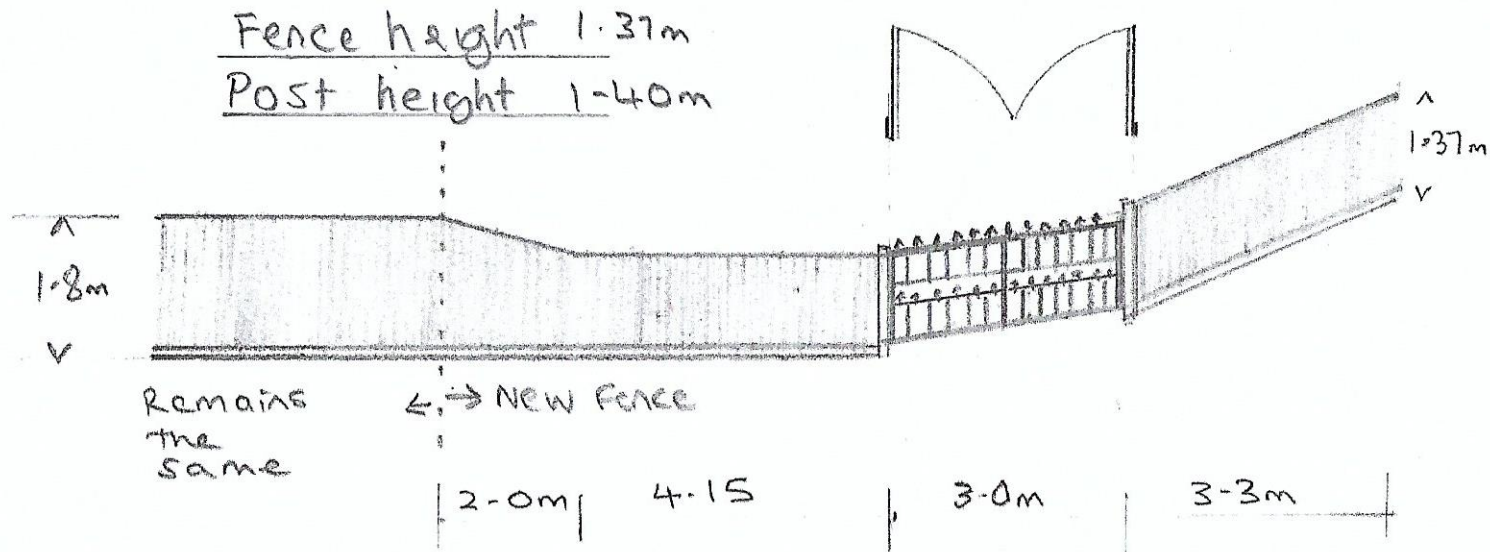 Fence height 1.37m
Post height 1-40m
1.37m
1.8m
Remains
the
same
← → New Fence
2-0m 4.15 3-0m 3-3m